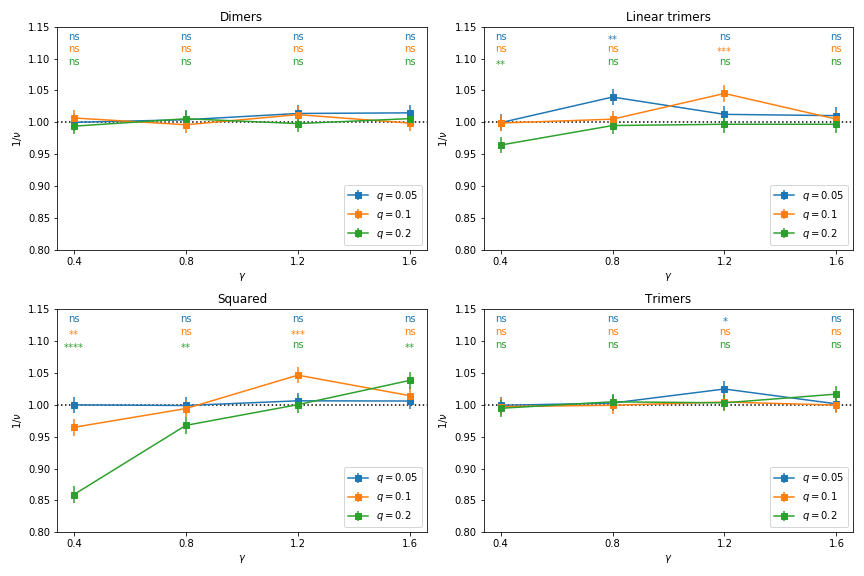 Dimers
1.15
1.10
1.05
1.00
0.95
0.90
0.85
0.80
1/ν
ns ns ns ns
ns ns ns ns
ns ns ns ns
q = 0.05
q = 0.1
q = 0.2
0.4 0.8 1.2 1.6
γ
Linear trimers
1.15
1.10
1.05
1.00
0.95
0.90
0.85
0.80
1/ν
ns ** ns ns
ns ns *** ns
** ns ns ns
q = 0.05
q = 0.1
q = 0.2
0.4 0.8 1.2 1.6
γ
Squared
1.15
1.10
1.05
1.00
0.95
0.90
0.85
0.80
1/ν
ns ns ns ns
** ns *** ns
**** ** ns **
q = 0.05
q = 0.1
q = 0.2
0.4 0.8 1.2 1.6
γ
Trimers
1.15
1.10
1.05
1.00
0.95
0.90
0.85
0.80
1/ν
ns ns * ns
ns ns ns ns
ns ns ns ns
q = 0.05
q = 0.1
q = 0.2
0.4 0.8 1.2 1.6
γ